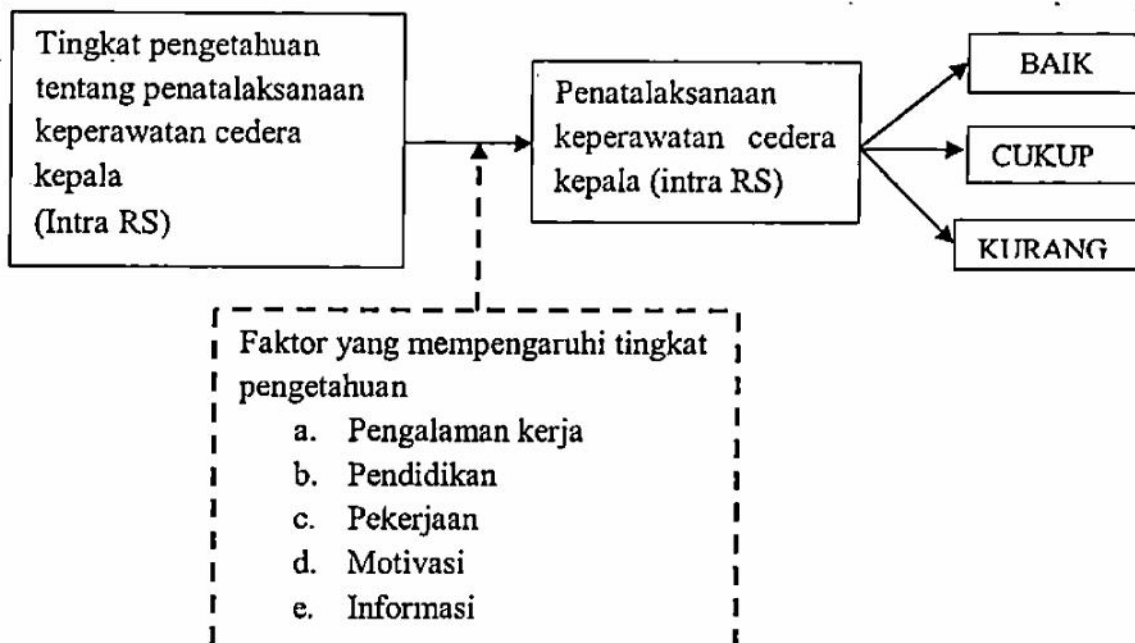 Tingkat pengetahuan
tentang penatalaksanaan
keperawatan cedera
kepala
(Intra RS)
Penatalaksanaan
keperawatan cedera
kepala (intra RS)
BAIK
CUKUP
KURANG
Faktor yang mempengaruhi tingkat
pengetahuan
a. Pengalaman kerja
b. Pendidikan
c. Pekerjaan
d. Motivasi
e. Informasi